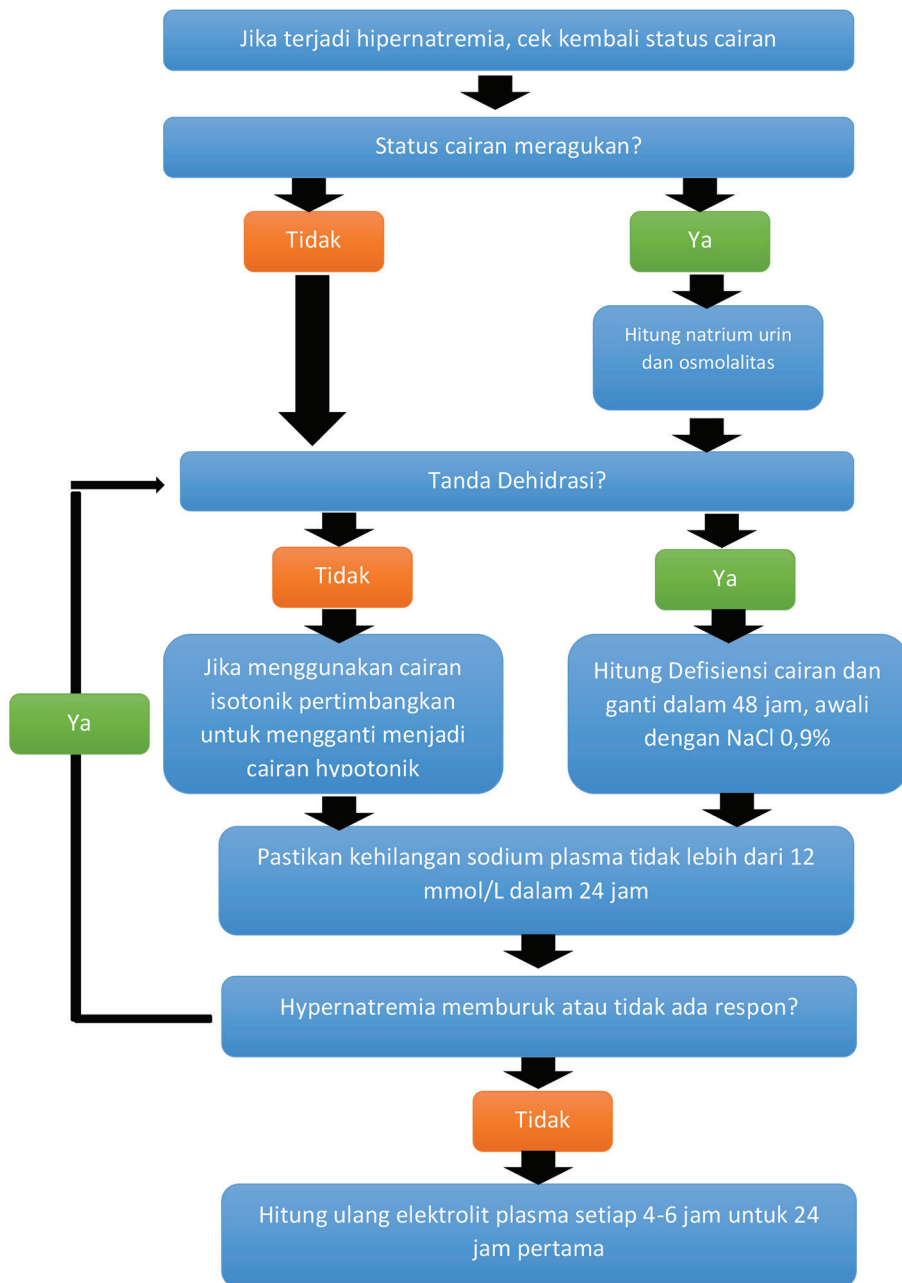 Jika terjadi hipernatremia, cek kembali status cairan
Status cairan meragukan?
Tidak
Ya
Hitung natrium urin
dan osmolalitas
Tanda Dehidrasi?
Tidak
Ya
Jika menggunakan cairan
isotonik pertimbangkan
untuk mengganti menjadi
cairan hypotonik
Hitung Defisiensi cairan dan
ganti dalam 48 jam, awali
dengan NaCl 0,9%
Ya
Pastikan kehilangan sodium plasma tidak lebih dari 12
mmol/L dalam 24 jam
Hypernatremia memburuk atau tidak ada respon?
Tidak
Hitung ulang elektrolit plasma setiap 4-6 jam untuk 24
jam pertama